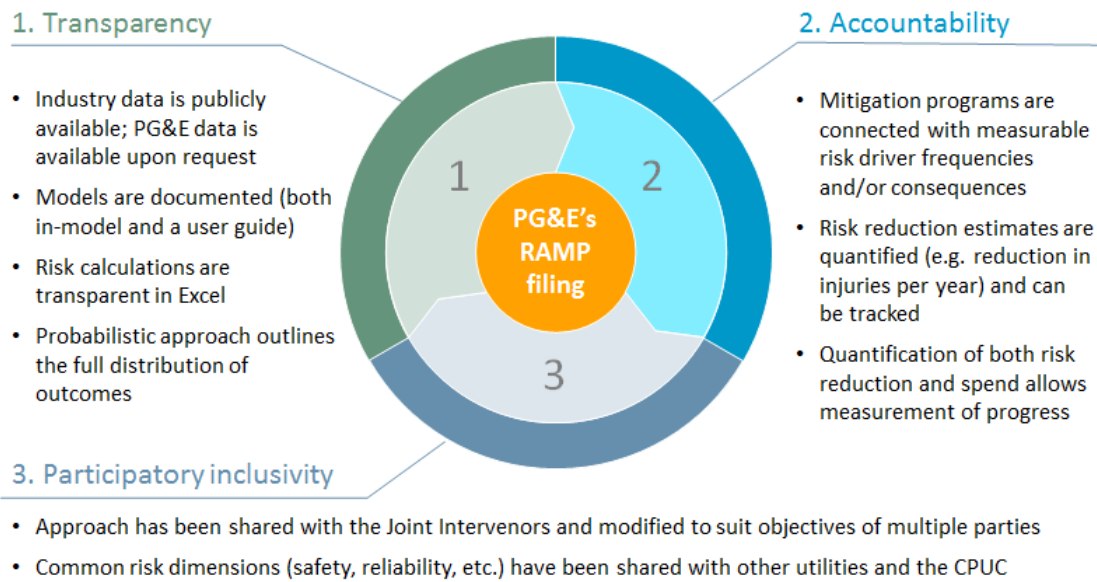 1. Transparency
• Industry data is publicly
available; PG&E data is
available upon request
• Models are documented (both
in-model and a user guide)
• Risk calculations are
transparent in Excel
• Probabilistic approach outlines
the full distribution of
outcomes
2. Accountability
• Mitigation programs are
connected with measurable
risk driver frequencies
and/or consequences
• Risk reduction estimates are
quantified (e.g. reduction in
injuries per year) and can
be tracked
• Quantification of both risk
reduction and spend allows
measurement of progress
1
2
PG&E's
RAMP
filing
3
3. Participatory inclusivity
• Approach has been shared with the Joint Intervenors and modified to suit objectives of multiple parties
• Common risk dimensions (safety, reliability, etc.) have been shared with other utilities and the CPUC